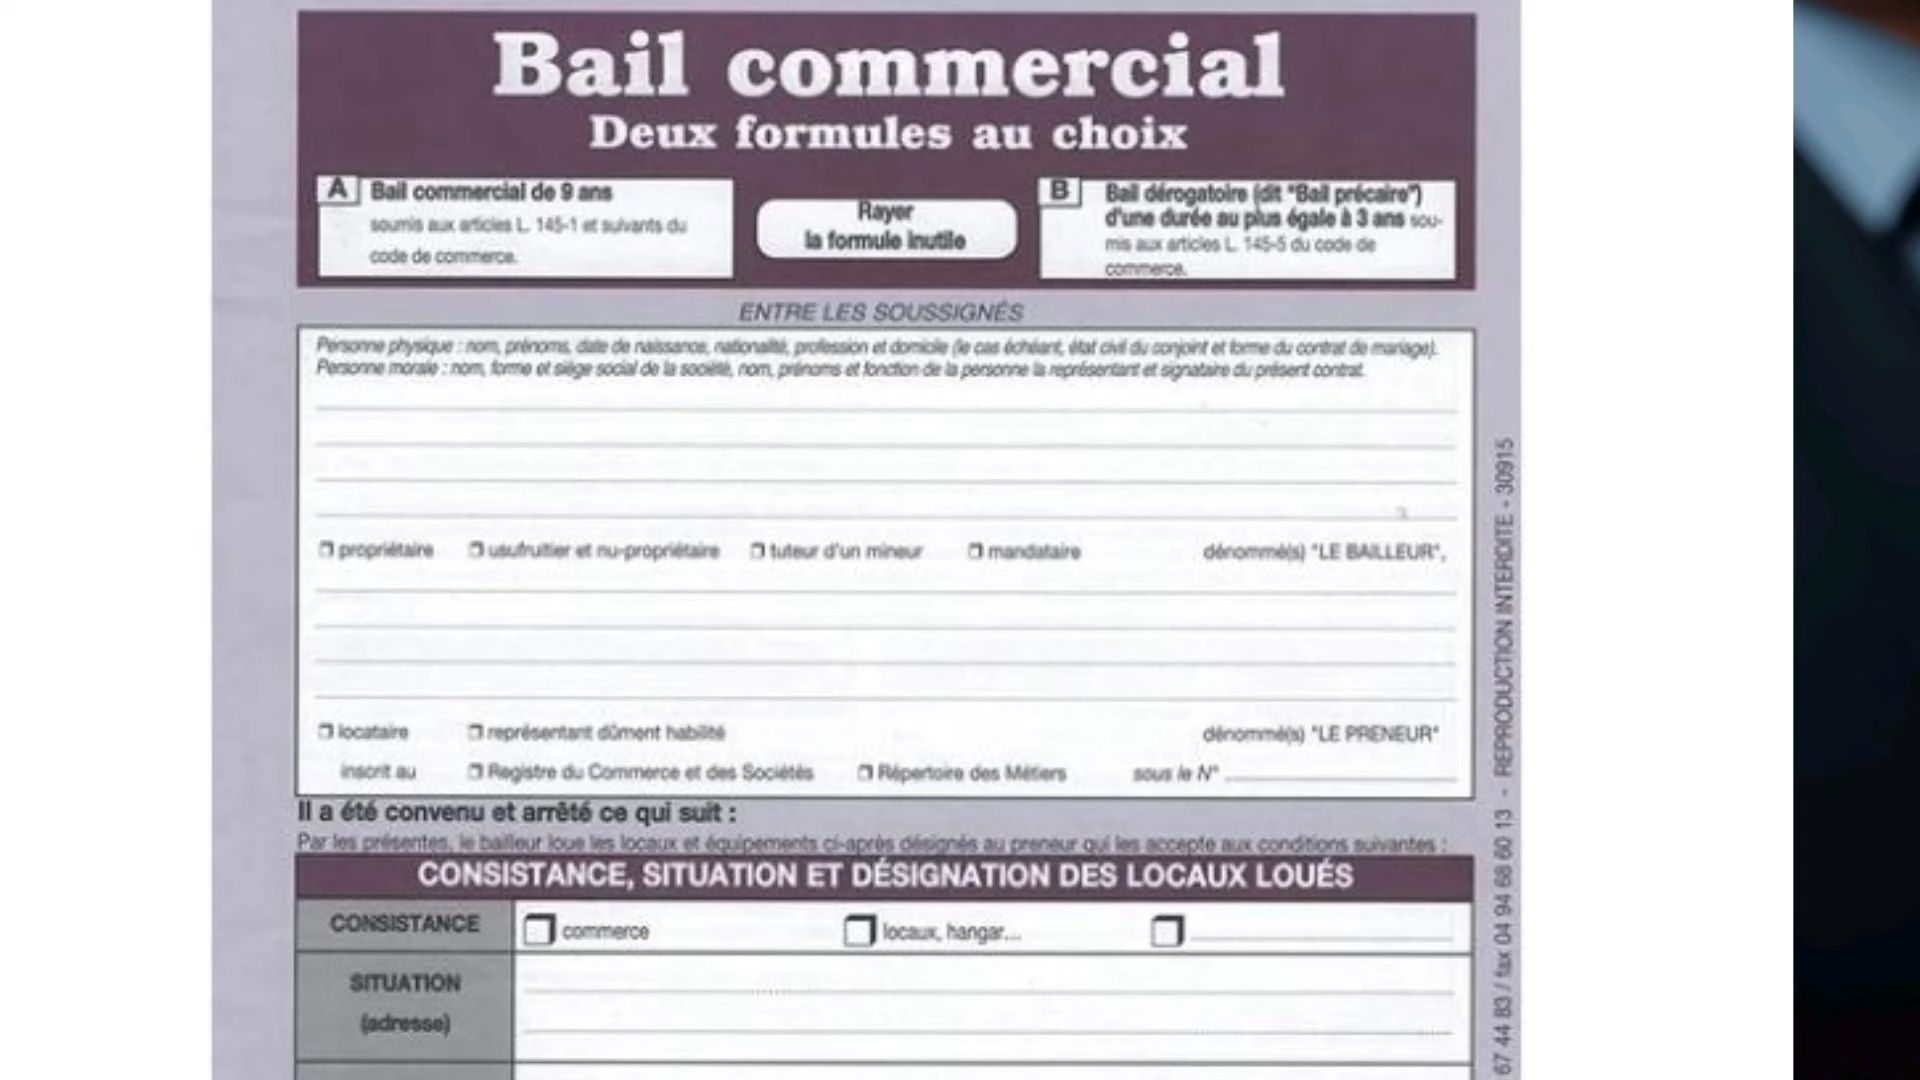 Bail commercial
Deux formules au choix
A
Bail commercial de 9 ans
soumis aux articles L. 145-1 et suivants du
code de commerce.
Rayer
la formule inutile
B
Bail dérogatoire (dit "Bail précaire")
d'une durée au plus égale à 3 ans sou-
mis aux articles L. 145-5 du code de
commerce.
ENTRE LES SOUSSIGNÉS
Personne physique : nom, prénoms, date de naissance, nationalité, profession et domicile (le cas échéant, état civil du conjoint et forme du contrat de mariage).
Personne morale : nom, forme et siège social de la société, nom, prénoms et fonction de la personne la représentant et signataire du présent contrat.
propriétaire usufruitier et nu-propriétaire tuteur d'un mineur mandataire dénommé(s) "LE BAILLEUR",
locataire représentant dûment habilité dénommé(s) "LE PRENEUR"
inscrit au Registre du Commerce et des Sociétés Répertoire des Métiers sous le N°
Il a été convenu et arrêté ce qui suit :
Par les présentes, le bailleur loue les locaux et équipements ci-après désignés au preneur qui les accepte aux conditions suivantes :
CONSISTANCE, SITUATION ET DÉSIGNATION DES LOCAUX LOUÉS
CONSISTANCE commerce locaux, hangar...
SITUATION
(adresse)
67 44 83 / fax 04 94 68 60 13 - REPRODUCTION INTERDITE - 30915